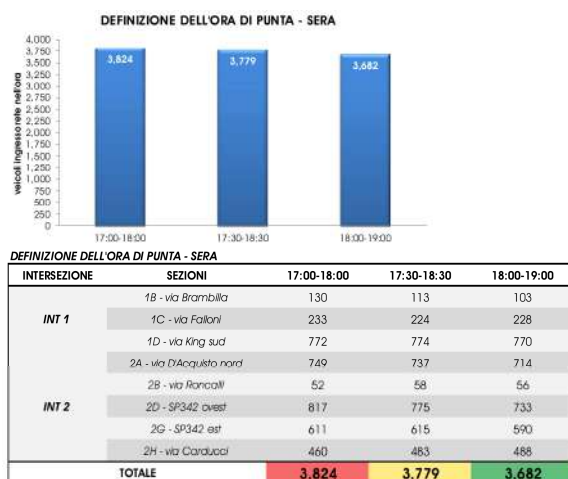 DEFINIZIONE DELL'ORA DI PUNTA - SERA
veicoli ingresso rete nell'ora
4,000
3,750
3,500
3,250
3,000
2,750
2,500
2,250
2,000
1,750
1,500
1,250
1,000
750
500
250
0
3,824
3,779
3,682
17:00-18:00 17:30-18:30 18:00-19:00
DEFINIZIONE DELL'ORA DI PUNTA - SERA
INTERSEZIONE SEZIONI 17:00-18:00 17:30-18:30 18:00-19:00
1B - via Brambilla 130 113 103
INT 1 1C - via Falloni 233 224 228
1D - via King sud 772 774 770
2A - via D'Acquisto nord 749 737 714
2B - via Roncalli 52 58 56
INT 2 2D - SP342 ovest 817 775 733
2G - SP342 est 611 615 590
2H - via Carducci 460 483 488
TOTALE 3.824 3.779 3.682